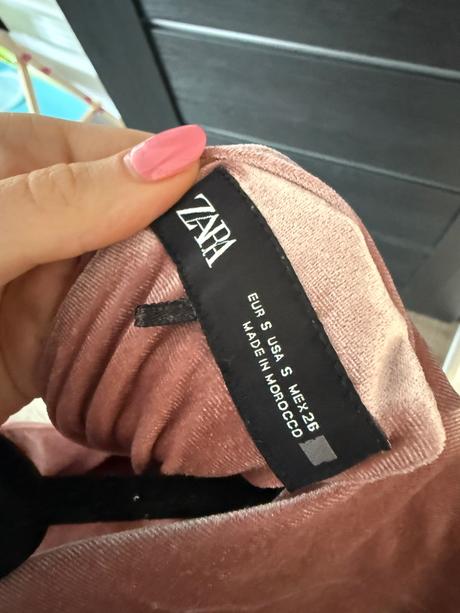 ZARA
EUR S USA S MEX 26
MADE IN MOROCCO